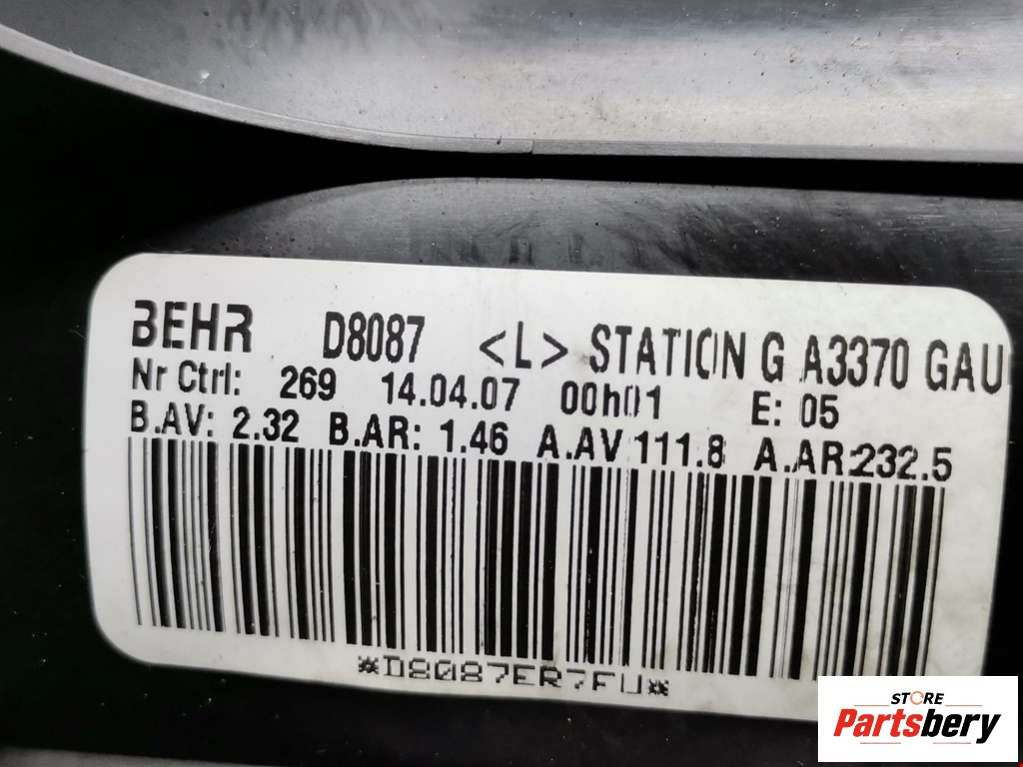 BEHR D8087 <L> STATION G A3370 GAU
Nr Ctrl: 269 14.04.07 00h01 E: 05
B.AV: 2.32 B.AR: 1.46 A.AV 111.8 A.AR:232.5
*D8087ER7FU*
STORE
Partsbery